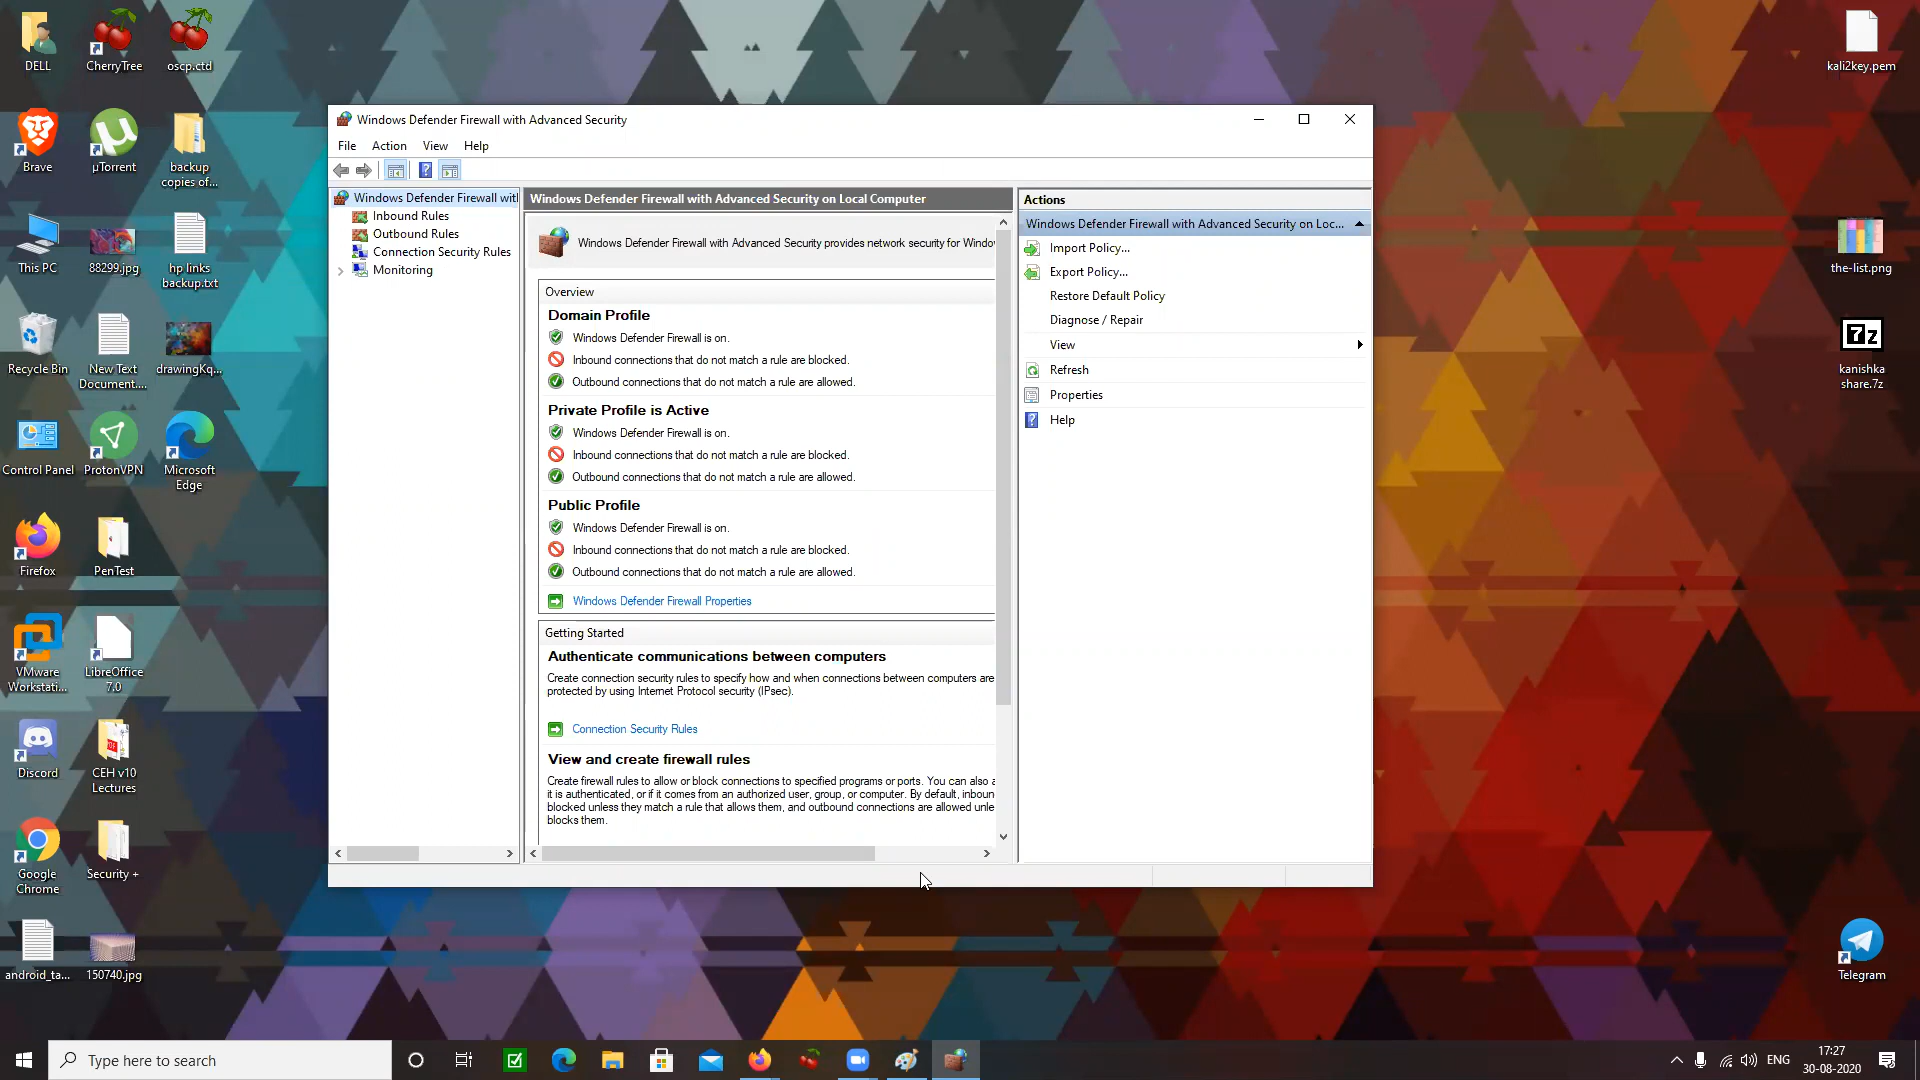 DELL
CherryTree
oscp.ctd
Brave
µTorrent
backup
copies of...
This PC
88299.jpg
hp links
backup.txt
Recycle Bin
New Text
Document....
drawingKq...
Control Panel
ProtonVPN
Microsoft
Edge
Firefox
PenTest
VMware
Workstati...
LibreOffice
7.0
Discord
CEH v10
Lectures
Google
Chrome
Security +
android_ta...
150740.jpg
Windows Defender Firewall with Advanced Security
File Action View Help
Windows Defender Firewall wit
Inbound Rules
Outbound Rules
Connection Security Rules
Monitoring
Windows Defender Firewall with Advanced Security on Local Computer
Windows Defender Firewall with Advanced Security provides network security for Windo
Overview
Domain Profile
Windows Defender Firewall is on.
Inbound connections that do not match a rule are blocked.
Outbound connections that do not match a rule are allowed.
Private Profile is Active
Windows Defender Firewall is on.
Inbound connections that do not match a rule are blocked.
Outbound connections that do not match a rule are allowed.
Public Profile
Windows Defender Firewall is on.
Inbound connections that do not match a rule are blocked.
Outbound connections that do not match a rule are allowed.
Windows Defender Firewall Properties
Getting Started
Authenticate communications between computers
Create connection security rules to specify how and when connections between computers are
protected by using Internet Protocol security (IPsec).
Connection Security Rules
View and create firewall rules
Create firewall rules to allow or block connections to specified programs or ports. You can also a
it is authenticated, or if it comes from an authorized user, group, or computer. By default, inboun
blocked unless they match a rule that allows them, and outbound connections are allowed unle
blocks them.
Actions
Windows Defender Firewall with Advanced Security on Loc...
Import Policy...
Export Policy...
Restore Default Policy
Diagnose / Repair
View
Refresh
Properties
Help
kali2key.pem
the-list.png
7z
kanishka
share.7z
Telegram
Type here to search
ENG
17:27
30-08-2020